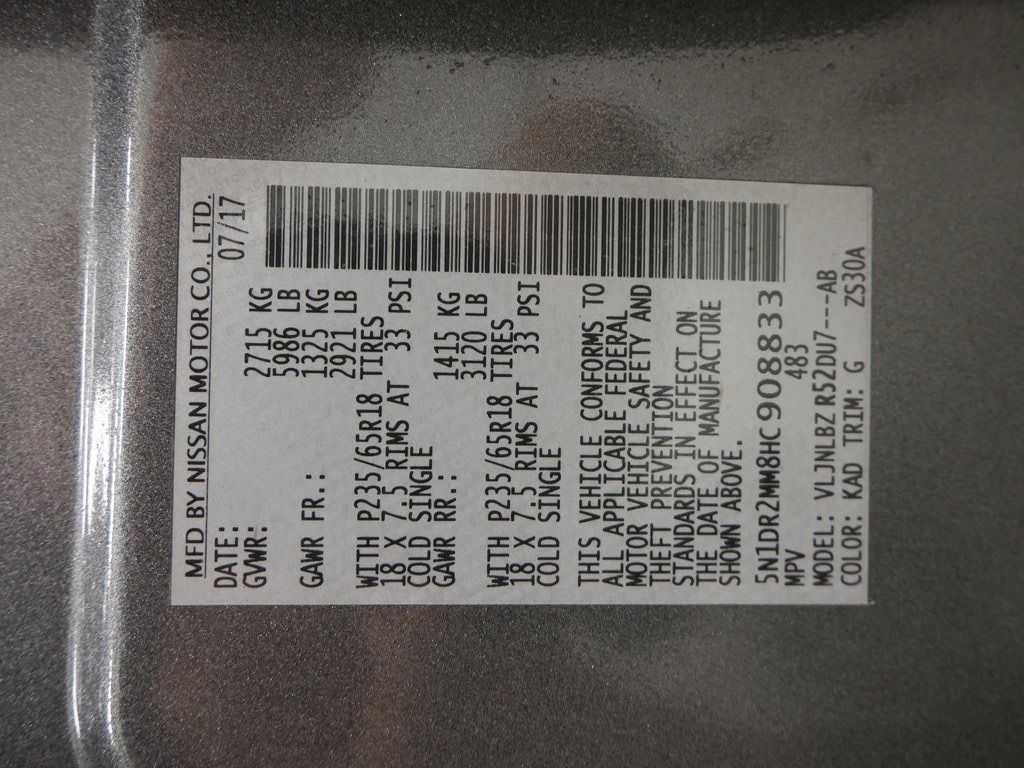 MFD BY NISSAN MOTOR CO., LTD.
DATE: 07/17
GVWR: 2715 KG
5986 LB
GAWR FR.: 1325 KG
2921 LB
WITH P235/65R18 TIRES
18 X 7.5 RIMS AT 33 PSI
COLD SINGLE
GAWR RR.: 1415 KG
3120 LB
WITH P235/65R18 TIRES
18 X 7.5 RIMS AT 33 PSI
COLD SINGLE
THIS VEHICLE CONFORMS TO
ALL APPLICABLE FEDERAL
MOTOR VEHICLE SAFETY AND
THEFT PREVENTION
STANDARDS IN EFFECT ON
THE DATE OF MANUFACTURE
SHOWN ABOVE.
5N1DR2MM8HC908833
MPV 483
MODEL: VLJNLBZ R52DU7---AB
COLOR: KAD TRIM: G ZS30A